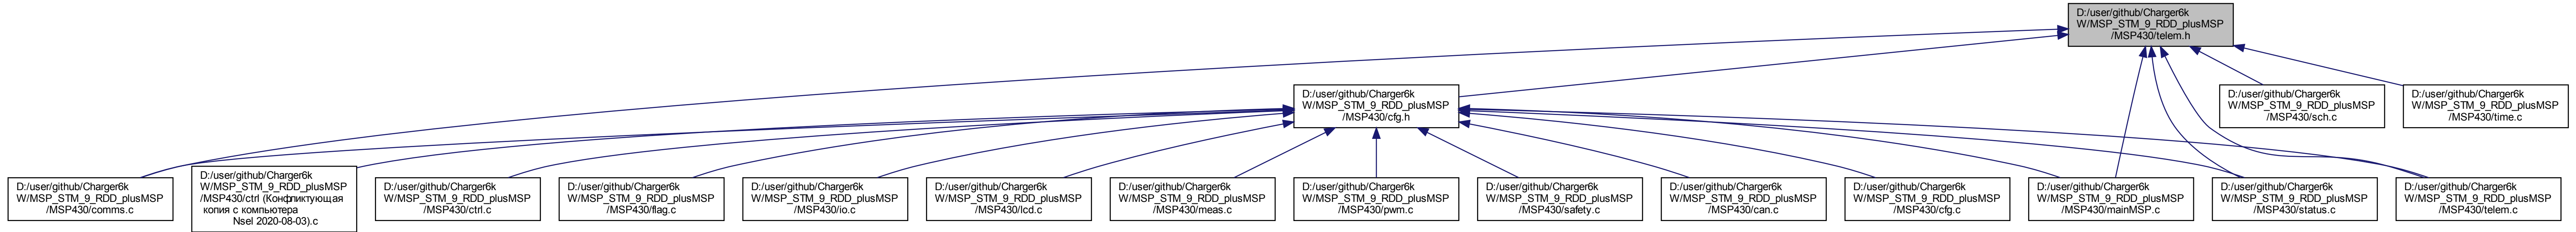 D:/user/github/Charger6k
W/MSP_STM_9_RDD_plusMSP
/MSP430/telem.h
D:/user/github/Charger6k
W/MSP_STM_9_RDD_plusMSP
/MSP430/cfg.h
D:/user/github/Charger6k
W/MSP_STM_9_RDD_plusMSP
/MSP430/sch.c
D:/user/github/Charger6k
W/MSP_STM_9_RDD_plusMSP
/MSP430/time.c
D:/user/github/Charger6k
W/MSP_STM_9_RDD_plusMSP
/MSP430/comms.c
D:/user/github/Charger6k
W/MSP_STM_9_RDD_plusMSP
/MSP430/ctrl (Конфликтующая
копия с компьютера
Nsel 2020-08-03).c
D:/user/github/Charger6k
W/MSP_STM_9_RDD_plusMSP
/MSP430/ctrl.c
D:/user/github/Charger6k
W/MSP_STM_9_RDD_plusMSP
/MSP430/flag.c
D:/user/github/Charger6k
W/MSP_STM_9_RDD_plusMSP
/MSP430/io.c
D:/user/github/Charger6k
W/MSP_STM_9_RDD_plusMSP
/MSP430/lcd.c
D:/user/github/Charger6k
W/MSP_STM_9_RDD_plusMSP
/MSP430/meas.c
D:/user/github/Charger6k
W/MSP_STM_9_RDD_plusMSP
/MSP430/pwm.c
D:/user/github/Charger6k
W/MSP_STM_9_RDD_plusMSP
/MSP430/safety.c
D:/user/github/Charger6k
W/MSP_STM_9_RDD_plusMSP
/MSP430/can.c
D:/user/github/Charger6k
W/MSP_STM_9_RDD_plusMSP
/MSP430/cfg.c
D:/user/github/Charger6k
W/MSP_STM_9_RDD_plusMSP
/MSP430/mainMSP.c
D:/user/github/Charger6k
W/MSP_STM_9_RDD_plusMSP
/MSP430/status.c
D:/user/github/Charger6k
W/MSP_STM_9_RDD_plusMSP
/MSP430/telem.c